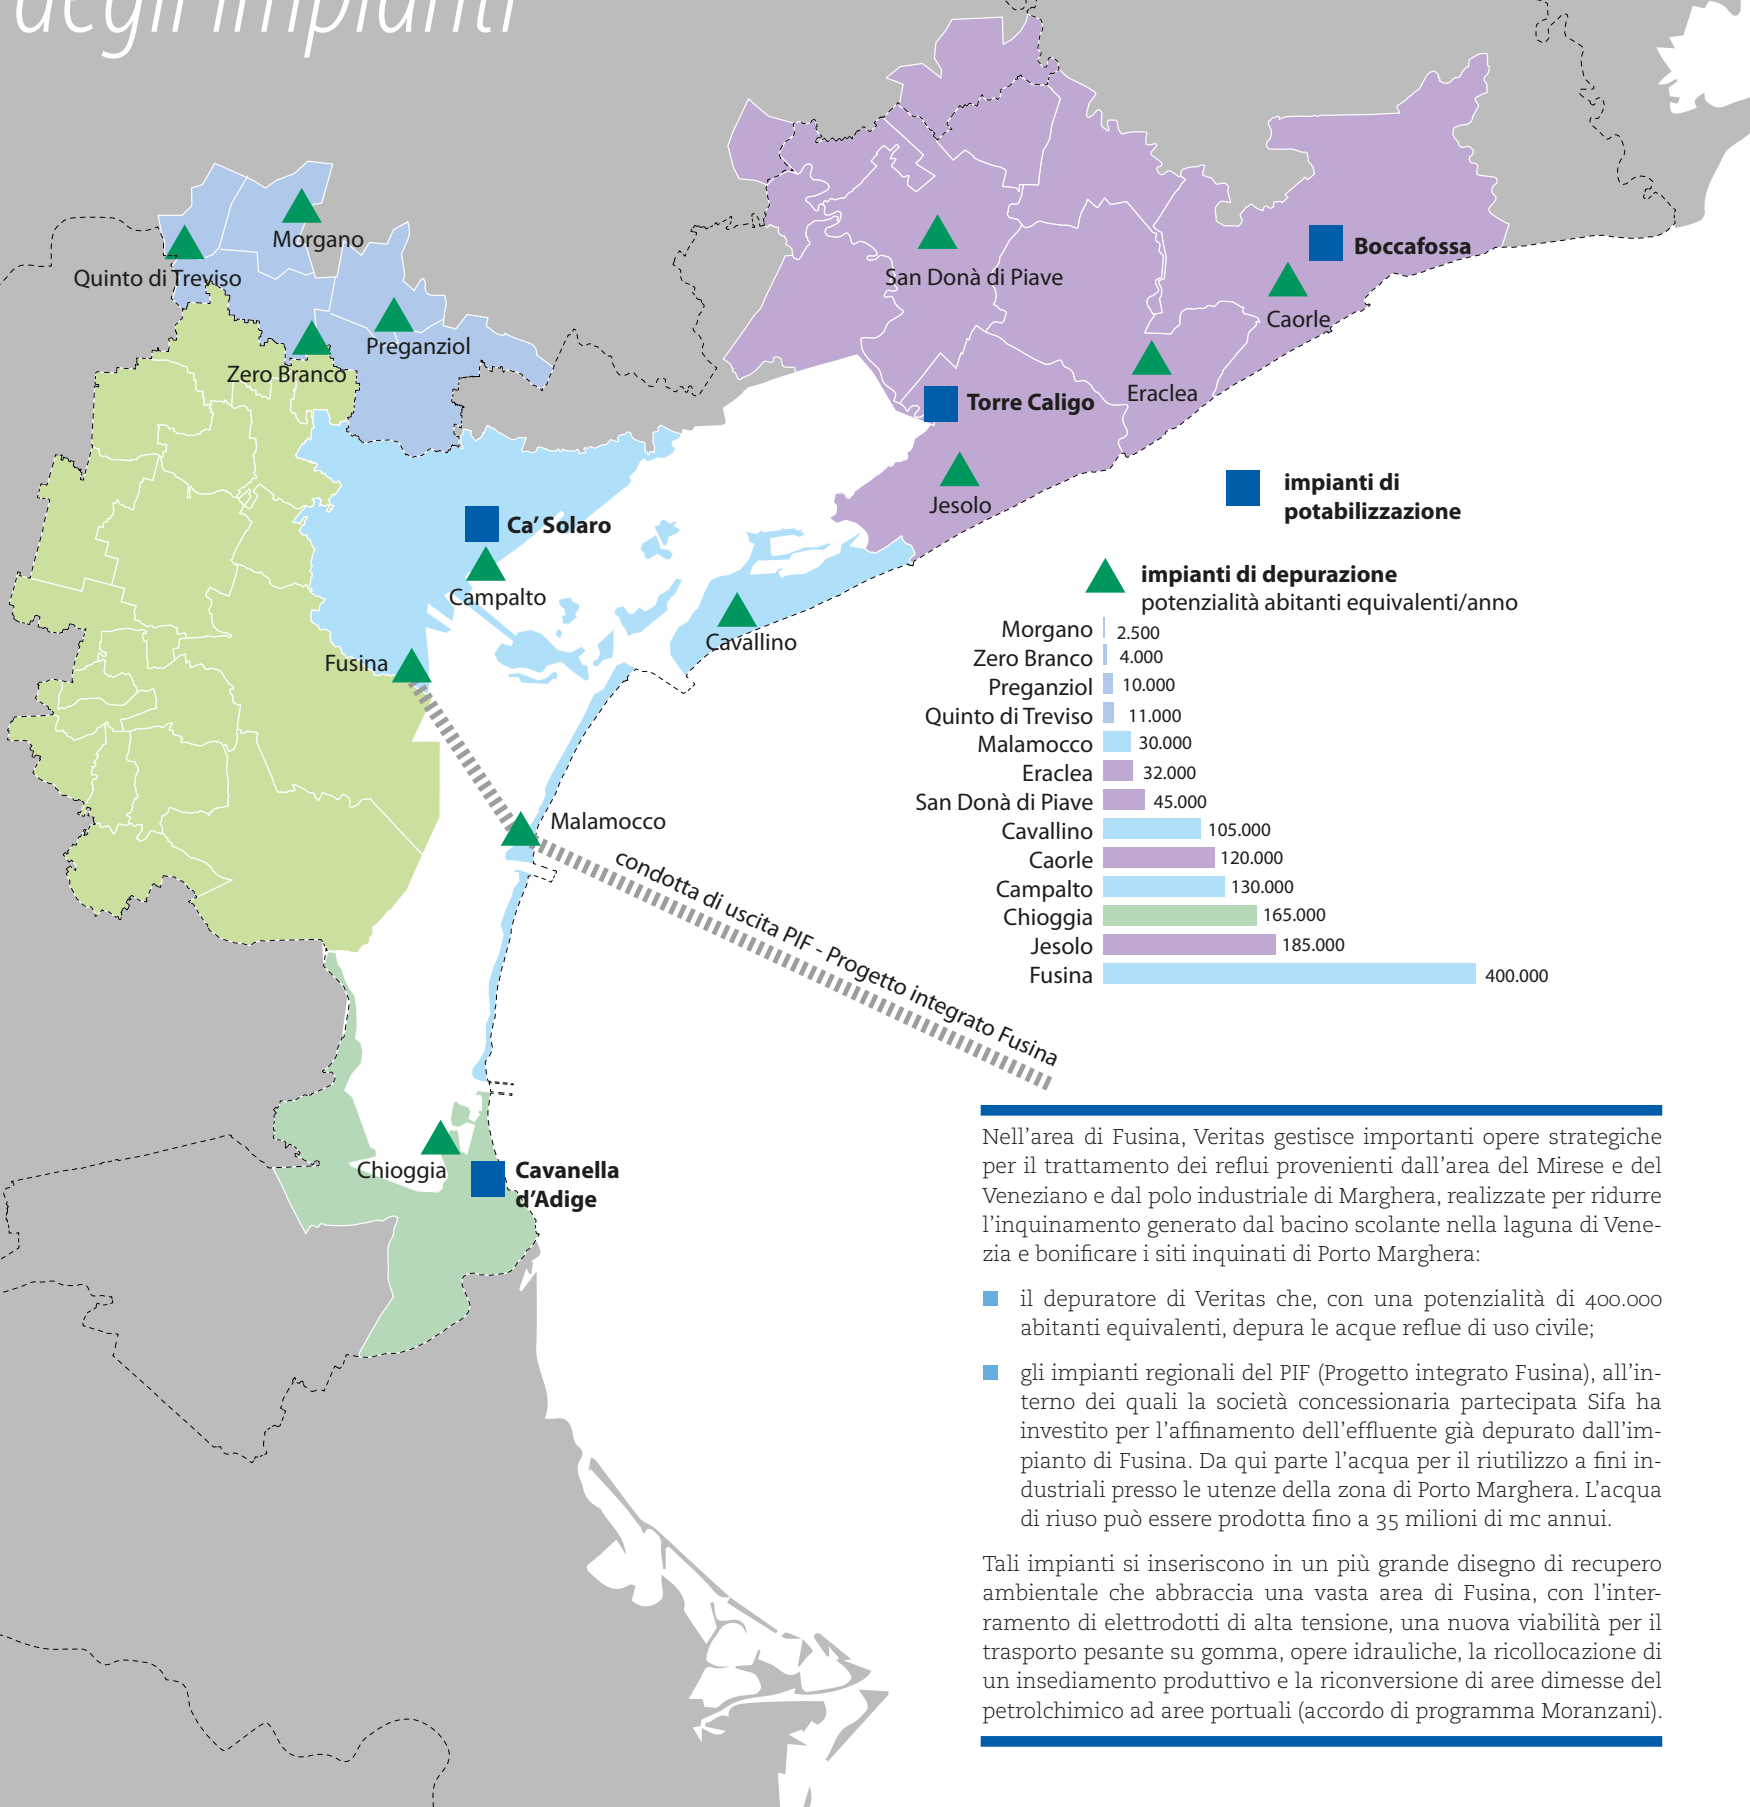 degli impianti
Morgano
Quinto di Treviso
Preganziol
Zero Branco
San Donà di Piave
Boccafossa
Caorle
Eraclea
Torre Caligo
Jesolo
Ca’ Solaro
Campalto
Cavallino
Fusina
Malamocco
condotta di uscita PIF - Progetto integrato Fusina
Chioggia
Cavanella
d’Adige
impianti di
potabilizzazione
impianti di depurazione
potenzialità abitanti equivalenti/anno
Morgano 2.500
Zero Branco 4.000
Preganziol 10.000
Quinto di Treviso 11.000
Malamocco 30.000
Eraclea 32.000
San Donà di Piave 45.000
Cavallino 105.000
Caorle 120.000
Campalto 130.000
Chioggia 165.000
Jesolo 185.000
Fusina 400.000
Nell’area di Fusina, Veritas gestisce importanti opere strategiche
per il trattamento dei reflui provenienti dall’area del Mirese e del
Veneziano e dal polo industriale di Marghera, realizzate per ridurre
l’inquinamento generato dal bacino scolante nella laguna di Vene-
zia e bonificare i siti inquinati di Porto Marghera:
il depuratore di Veritas che, con una potenzialità di 400.000
abitanti equivalenti, depura le acque reflue di uso civile;
gli impianti regionali del PIF (Progetto integrato Fusina), all’in-
terno dei quali la società concessionaria partecipata Sifa ha
investito per l’affinamento dell’effluente già depurato dall’im-
pianto di Fusina. Da qui parte l’acqua per il riutilizzo a fini in-
dustriali presso le utenze della zona di Porto Marghera. L’acqua
di riuso può essere prodotta fino a 35 milioni di mc annui.
Tali impianti si inseriscono in un più grande disegno di recupero
ambientale che abbraccia una vasta area di Fusina, con l’inter-
ramento di elettrodotti di alta tensione, una nuova viabilità per il
trasporto pesante su gomma, opere idrauliche, la ricollocazione di
un insediamento produttivo e la riconversione di aree dimesse del
petrolchimico ad aree portuali (accordo di programma Moranzani).